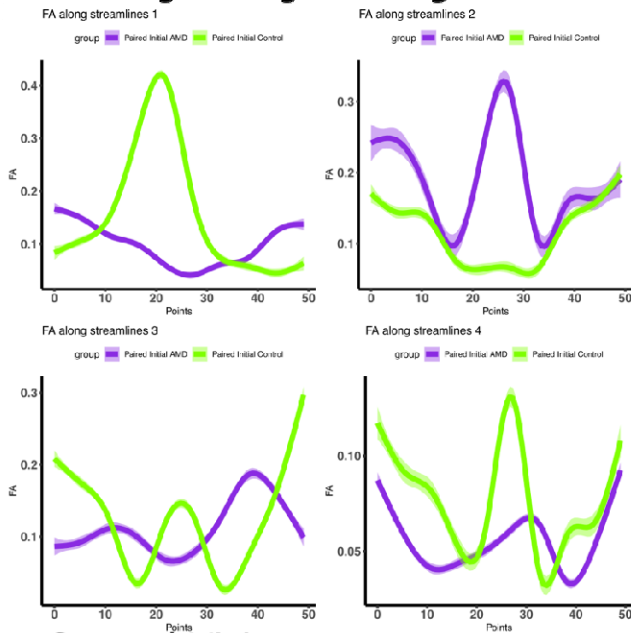 FA along streamlines 1
group Paired Initial AMD Paired Initial Control
0.4
0.3
0.2
0.1
FA
0 10 20 30 40 50
Points
FA along streamlines 2
group Paired Initial AMD Paired Initial Control
0.3
0.2
0.1
FA
0 10 20 30 40 50
Points
FA along streamlines 3
group Paired Initial AMD Paired Initial Control
0.3
0.2
0.1
FA
0 10 20 30 40 50
Points
FA along streamlines 4
group Paired Initial AMD Paired Initial Control
0.10
0.05
FA
0 10 20 30 40 50
Points